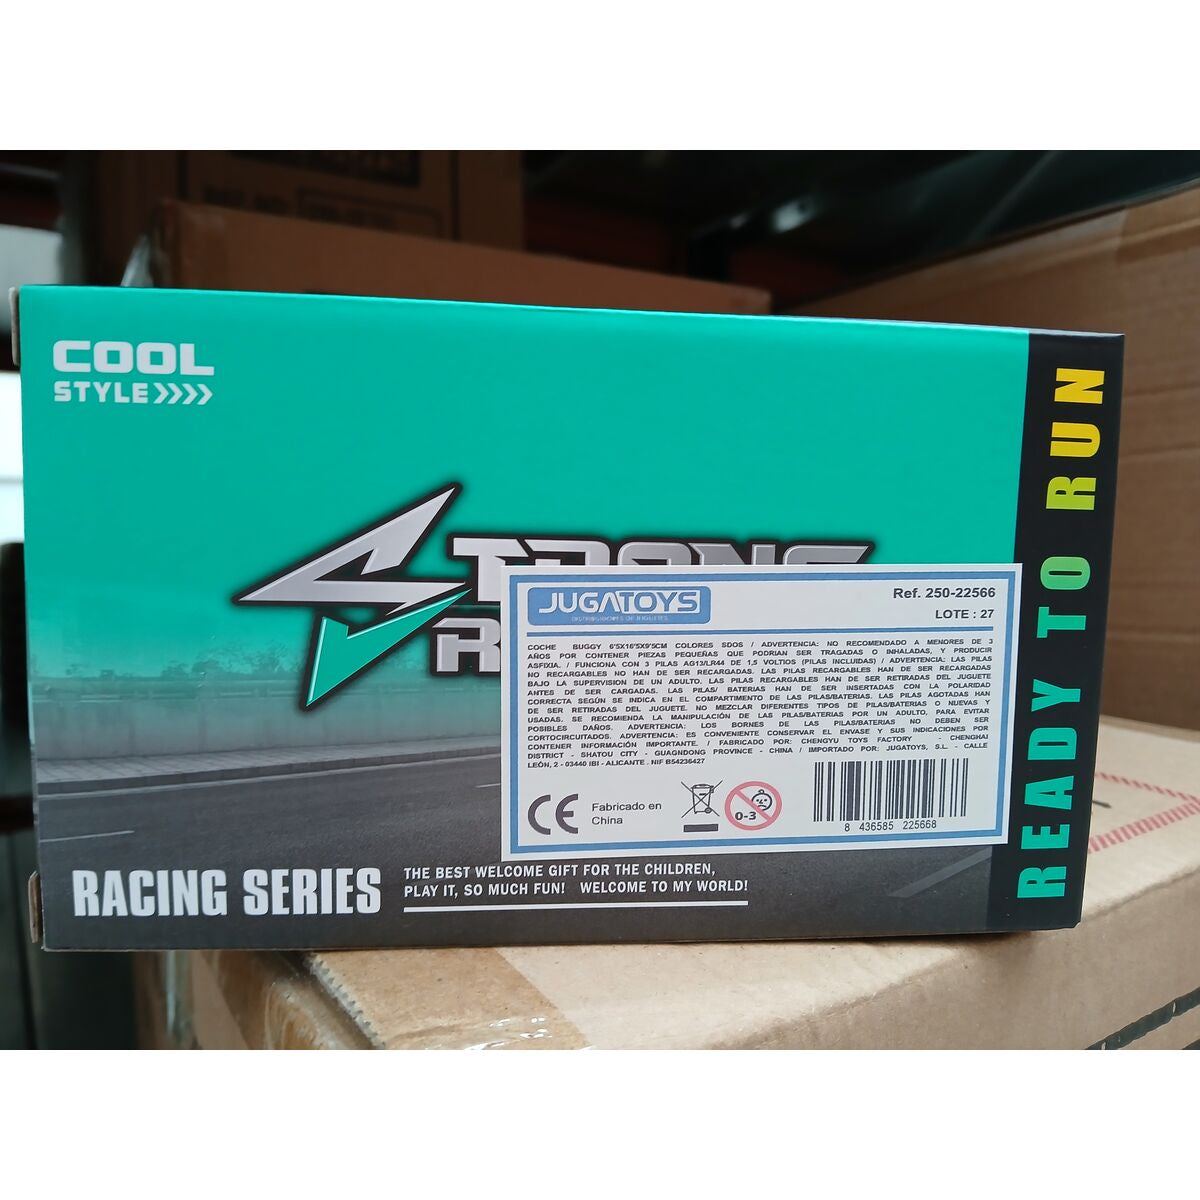 COOL
STYLE
STRONG
READY TO RUN
JUGATOYS
DISTRIBUIDORES DE JUGUETES
Ref. 250-22566
LOTE : 27
COCHE BUGGY 6'5X16'5X9'5CM COLORES SDOS / ADVERTENCIA: NO RECOMENDADO A MENORES DE 3
AÑOS POR CONTENER PIEZAS PEQUEÑAS QUE PODRIAN SER TRAGADAS O INHALADAS, Y PRODUCIR
ASFIXIA. / FUNCIONA CON 3 PILAS AG13/LR44 DE 1,5 VOLTIOS (PILAS INCLUIDAS) / ADVERTENCIA: LAS PILAS
NO RECARGABLES NO HAN DE SER RECARGADAS. LAS PILAS RECARGABLES HAN DE SER RECARGADAS
BAJO LA SUPERVISION DE UN ADULTO. LAS PILAS RECARGABLES HAN DE SER RETIRADAS DEL JUGUETE
ANTES DE SER CARGADAS. LAS PILAS/ BATERIAS HAN DE SER INSERTADAS CON LA POLARIDAD
CORRECTA SEGÚN SE INDICA EN EL COMPARTIMENTO DE LAS PILAS/BATERIAS. LAS PILAS AGOTADAS HAN
DE SER RETIRADAS DEL JUGUETE. NO MEZCLAR DIFERENTES TIPOS DE PILAS/BATERIAS O NUEVAS Y
USADAS. SE RECOMIENDA LA MANIPULACIÓN DE LAS PILAS/BATERIAS POR UN ADULTO, PARA EVITAR
POSIBLES DAÑOS. ADVERTENCIA: LOS BORNES DE LAS PILAS/BATERIAS NO DEBEN SER
CORTOCIRCUITADOS. ADVERTENCIA: ES CONVENIENTE CONSERVAR EL ENVASE Y SUS INDICACIONES POR
CONTENER INFORMACIÓN IMPORTANTE. / FABRICADO POR: CHENGYU TOYS FACTORY - CHENGHAI
DISTRICT - SHATOU CITY - GUAGNDONG PROVINCE - CHINA / IMPORTADO POR: JUGATOYS, S.L. - CALLE
LEÓN, 2 - 03440 IBI - ALICANTE . NIF B54236427
CE
Fabricado en
China
0-3
8 436585 225668
RACING SERIES
THE BEST WELCOME GIFT FOR THE CHILDREN,
PLAY IT, SO MUCH FUN! WELCOME TO MY WORLD!